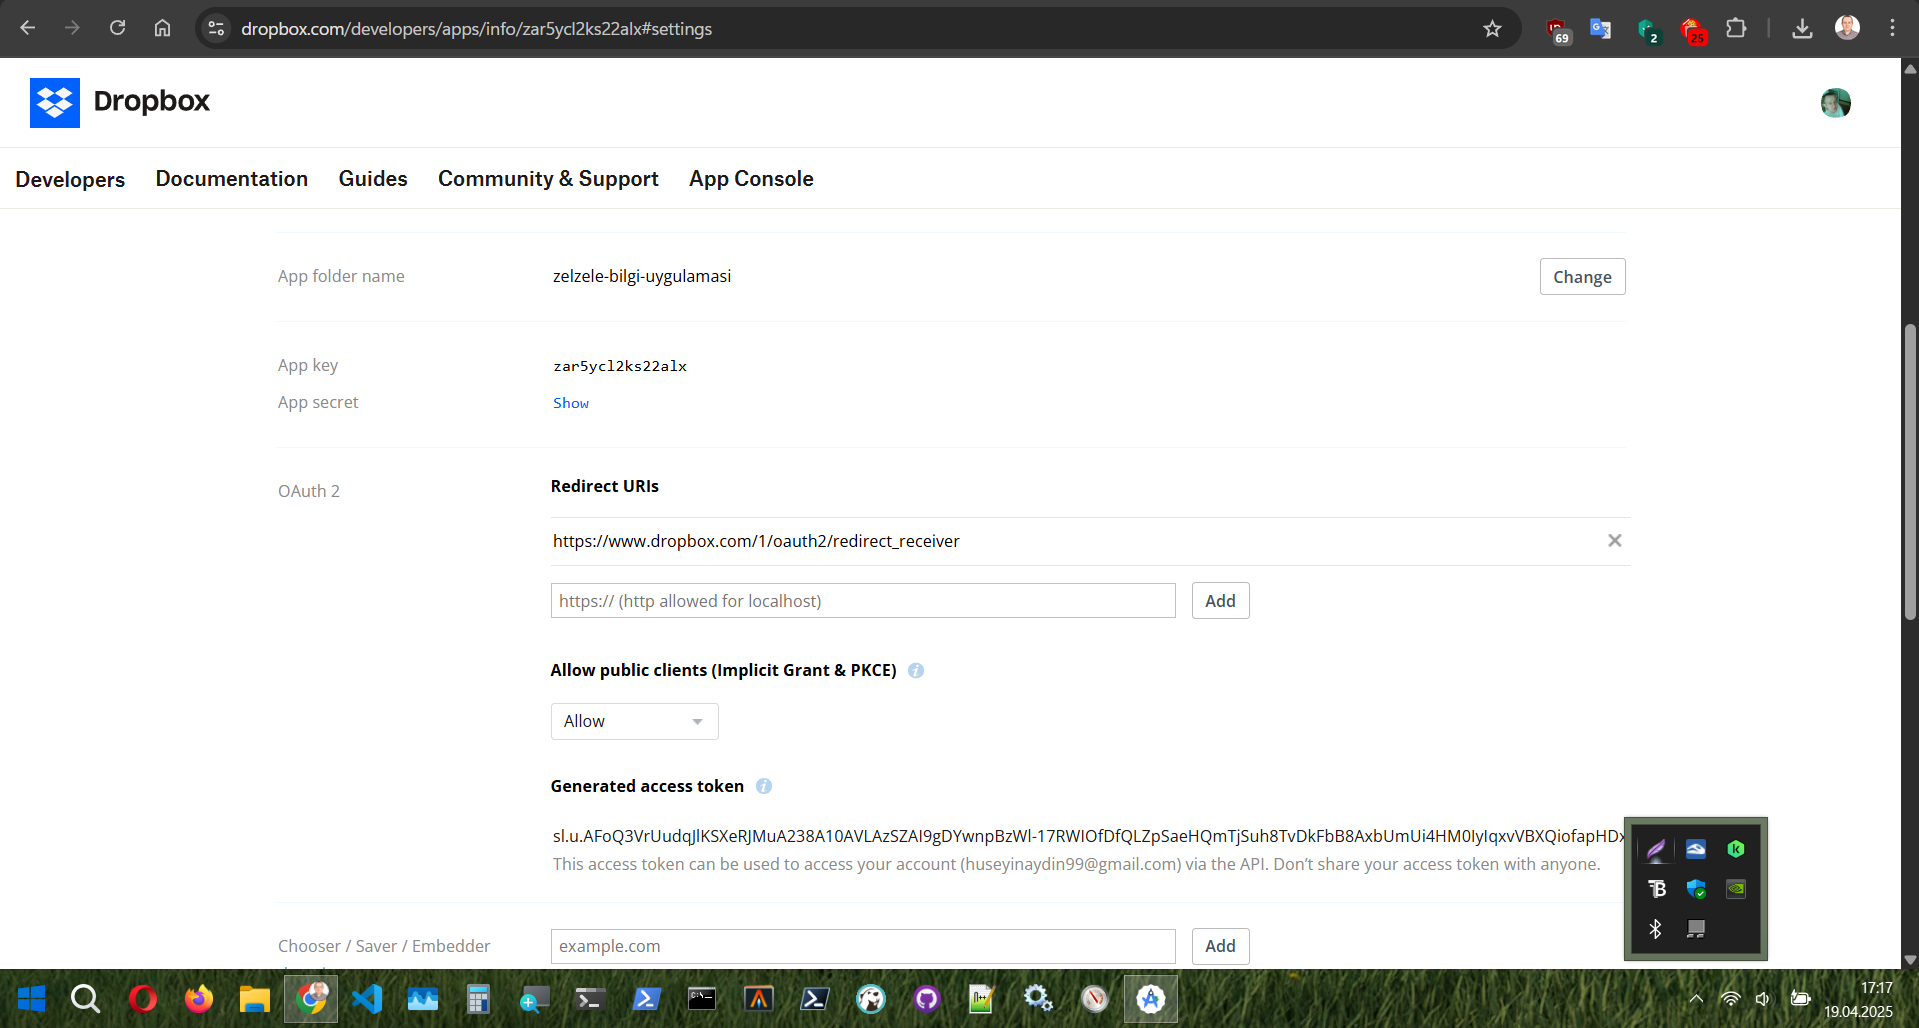 dropbox.com/developers/apps/info/zar5ycl2ks22alx#settings
69
2
25
Dropbox
Developers Documentation Guides Community & Support App Console
App folder name zelzele-bilgi-uygulamasi Change
App key zar5ycl2ks22alx
App secret Show
OAuth 2 Redirect URIs
https://www.dropbox.com/1/oauth2/redirect_receiver
https:// (http allowed for localhost) Add
Allow public clients (Implicit Grant & PKCE)
Allow
Generated access token
sl.u.AFoQ3VrUudqJlKSXeRJMuA238A10AVLAzSZAI9gDYwnpBzWl-17RWIOfDfQLZpSaeHQmTjSuh8TvDkFbB8AxbUmUi4HM0IyIqxvVBXQiofapHDx
This access token can be used to access your account (huseyinaydin99@gmail.com) via the API. Don’t share your access token with anyone.
Chooser / Saver / Embedder example.com Add
17:17
19.04.2025